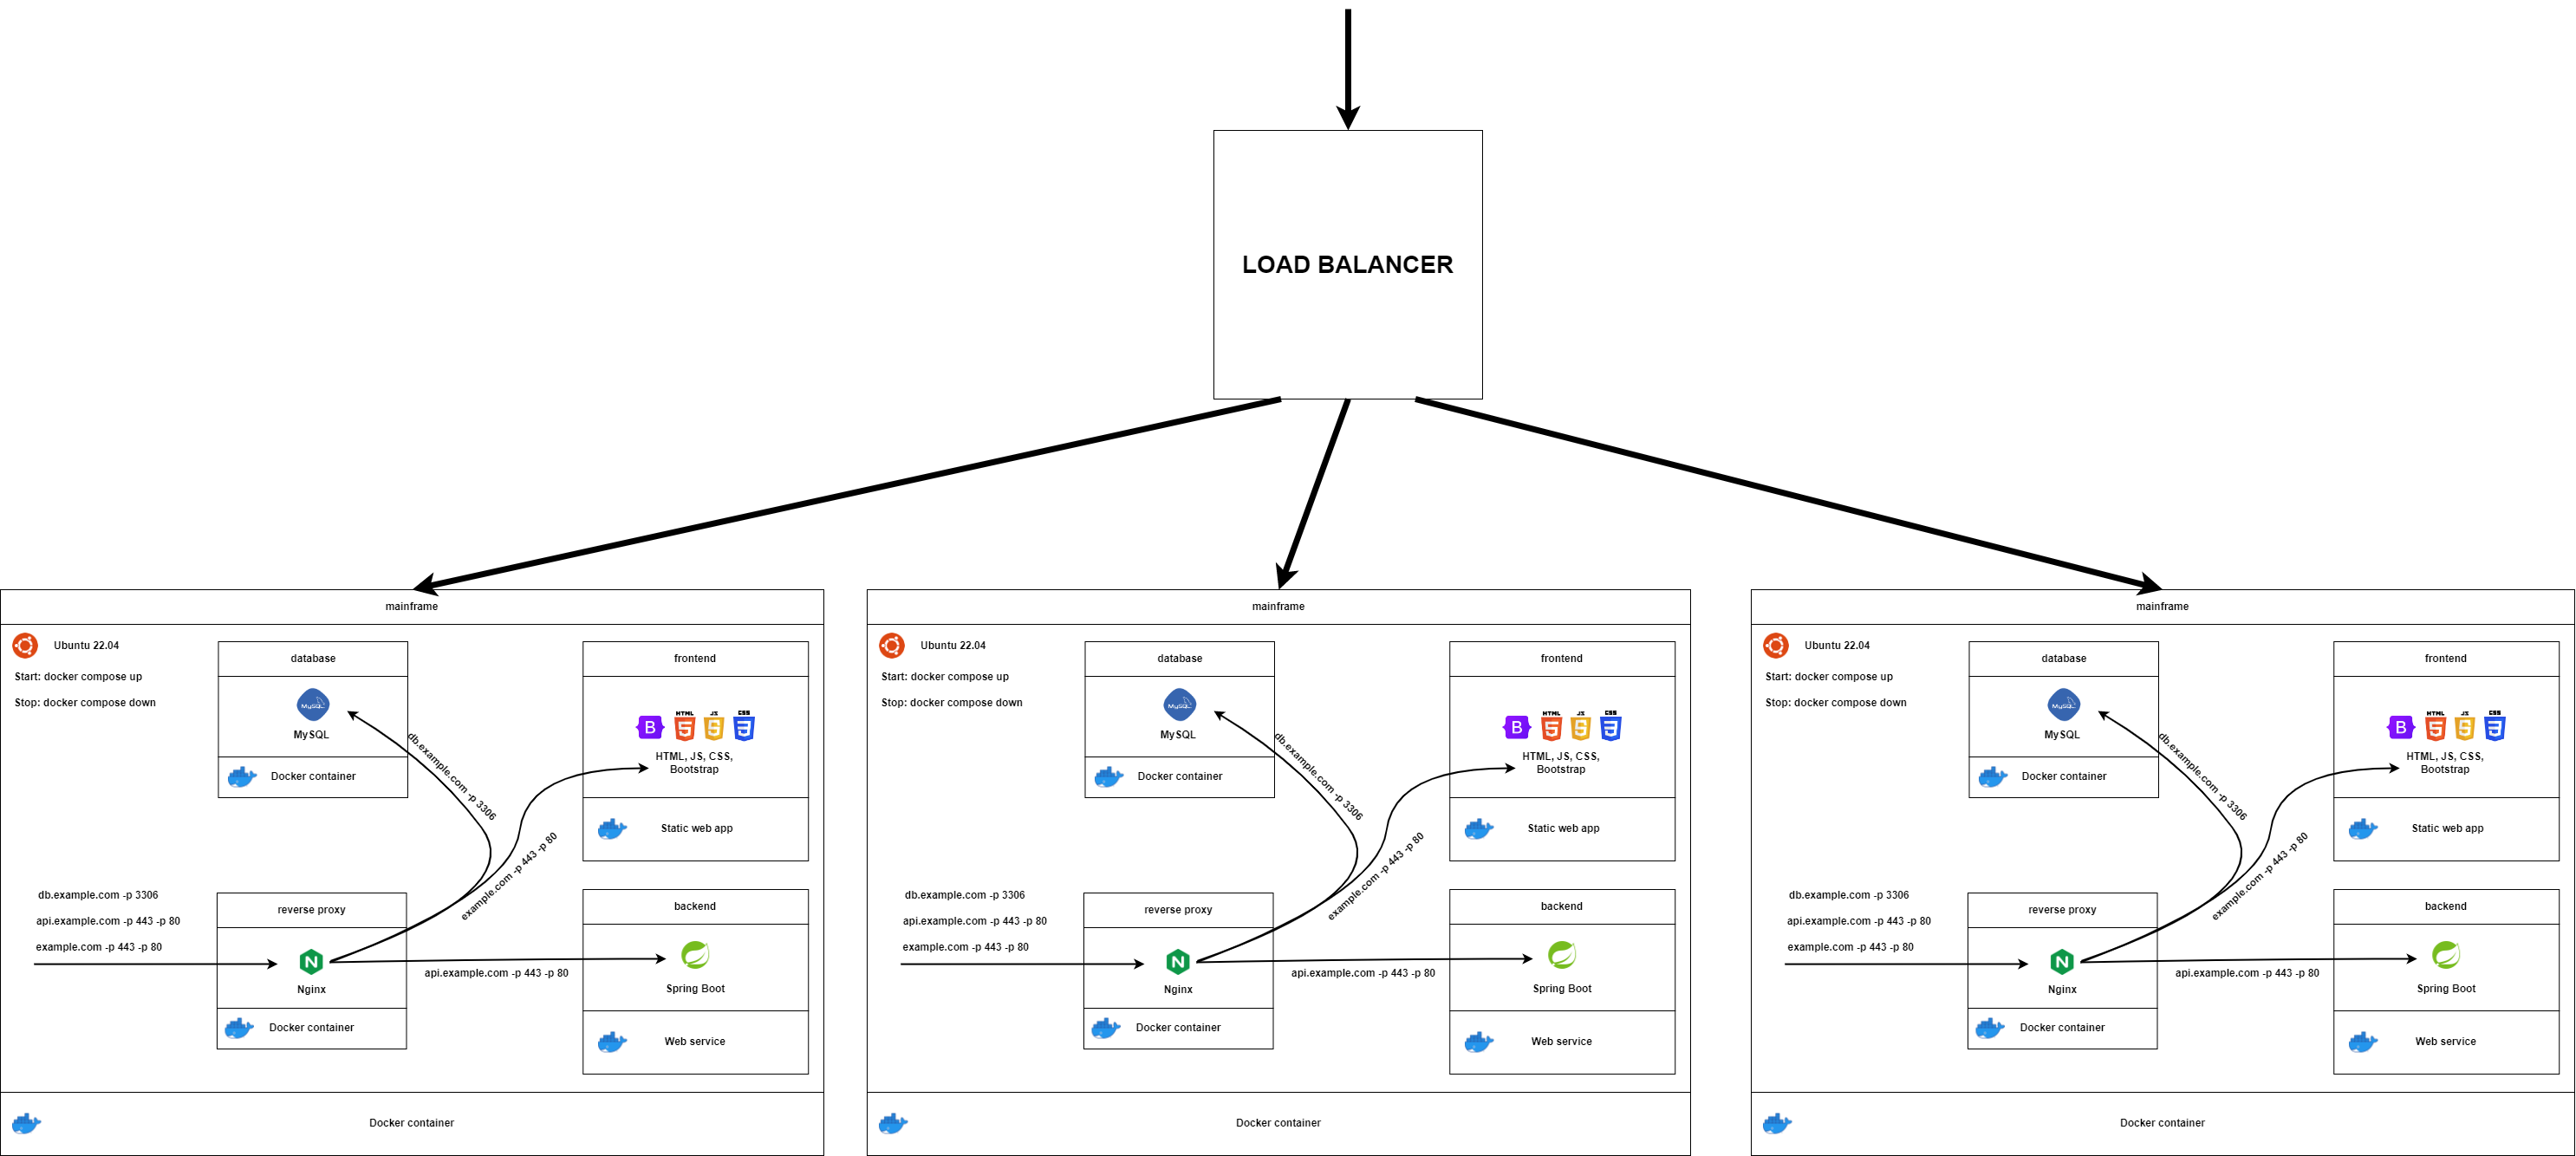 LOAD BALANCER
mainframe
Ubuntu 22.04
Start: docker compose up
Stop: docker compose down
database
MySQL
MySQL
Docker container
frontend
B
HTML
5
JS
CSS
3
HTML, JS, CSS,
Bootstrap
Static web app
db.example.com -p 3306
example.com -p 443 -p 80
db.example.com -p 3306
api.example.com -p 443 -p 80
example.com -p 443 -p 80
reverse proxy
N
Nginx
Docker container
api.example.com -p 443 -p 80
backend
Spring Boot
Web service
Docker container
mainframe
Ubuntu 22.04
Start: docker compose up
Stop: docker compose down
database
MySQL
MySQL
Docker container
frontend
B
HTML
5
JS
CSS
3
HTML, JS, CSS,
Bootstrap
Static web app
db.example.com -p 3306
example.com -p 443 -p 80
db.example.com -p 3306
api.example.com -p 443 -p 80
example.com -p 443 -p 80
reverse proxy
N
Nginx
Docker container
api.example.com -p 443 -p 80
backend
Spring Boot
Web service
Docker container
mainframe
Ubuntu 22.04
Start: docker compose up
Stop: docker compose down
database
MySQL
MySQL
Docker container
frontend
B
HTML
5
JS
CSS
3
HTML, JS, CSS,
Bootstrap
Static web app
db.example.com -p 3306
example.com -p 443 -p 80
db.example.com -p 3306
api.example.com -p 443 -p 80
example.com -p 443 -p 80
reverse proxy
N
Nginx
Docker container
api.example.com -p 443 -p 80
backend
Spring Boot
Web service
Docker container